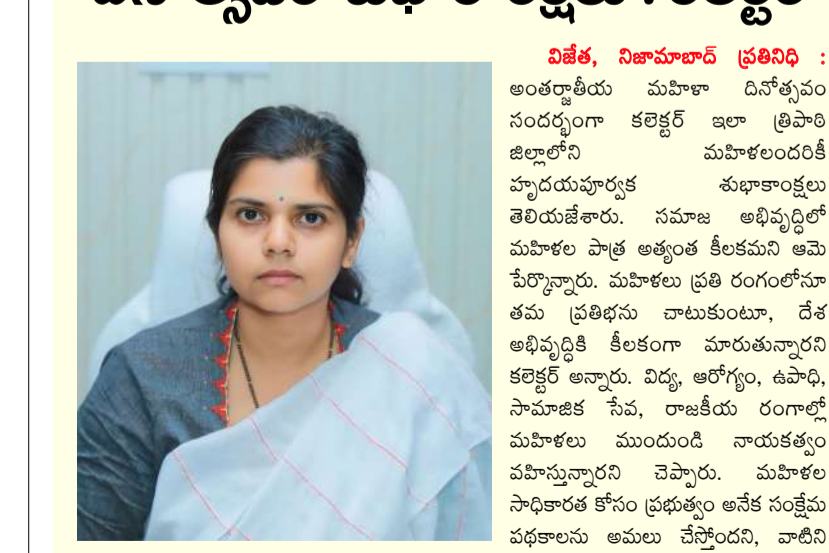 విజేత, నిజామాబాద్ ప్రతినిధి :
అంతర్జాతీయ మహిళా దినోత్సవం
సందర్భంగా కలెక్టర్ ఇలా త్రిపాఠి
జిల్లాలోని మహిళలందరికీ
హృదయపూర్వక శుభాకాంక్షలు
తెలియజేశారు. సమాజ అభివృద్ధిలో
మహిళల పాత్ర అత్యంత కీలకమని ఆమె
పేర్కొన్నారు. మహిళలు ప్రతి రంగంలోనూ
తమ ప్రతిభను చాటుకుంటూ, దేశ
అభివృద్ధికి కీలకంగా మారుతున్నారని
కలెక్టర్ అన్నారు. విద్య, ఆరోగ్యం, ఉపాధి,
సామాజిక సేవ, రాజకీయ రంగాల్లో
మహిళలు ముందుండి నాయకత్వం
వహిస్తున్నారని చెప్పారు. మహిళల
సాధికారత కోసం ప్రభుత్వం అనేక సంక్షేమ
పథకాలను అమలు చేస్తోందని, వాటిని